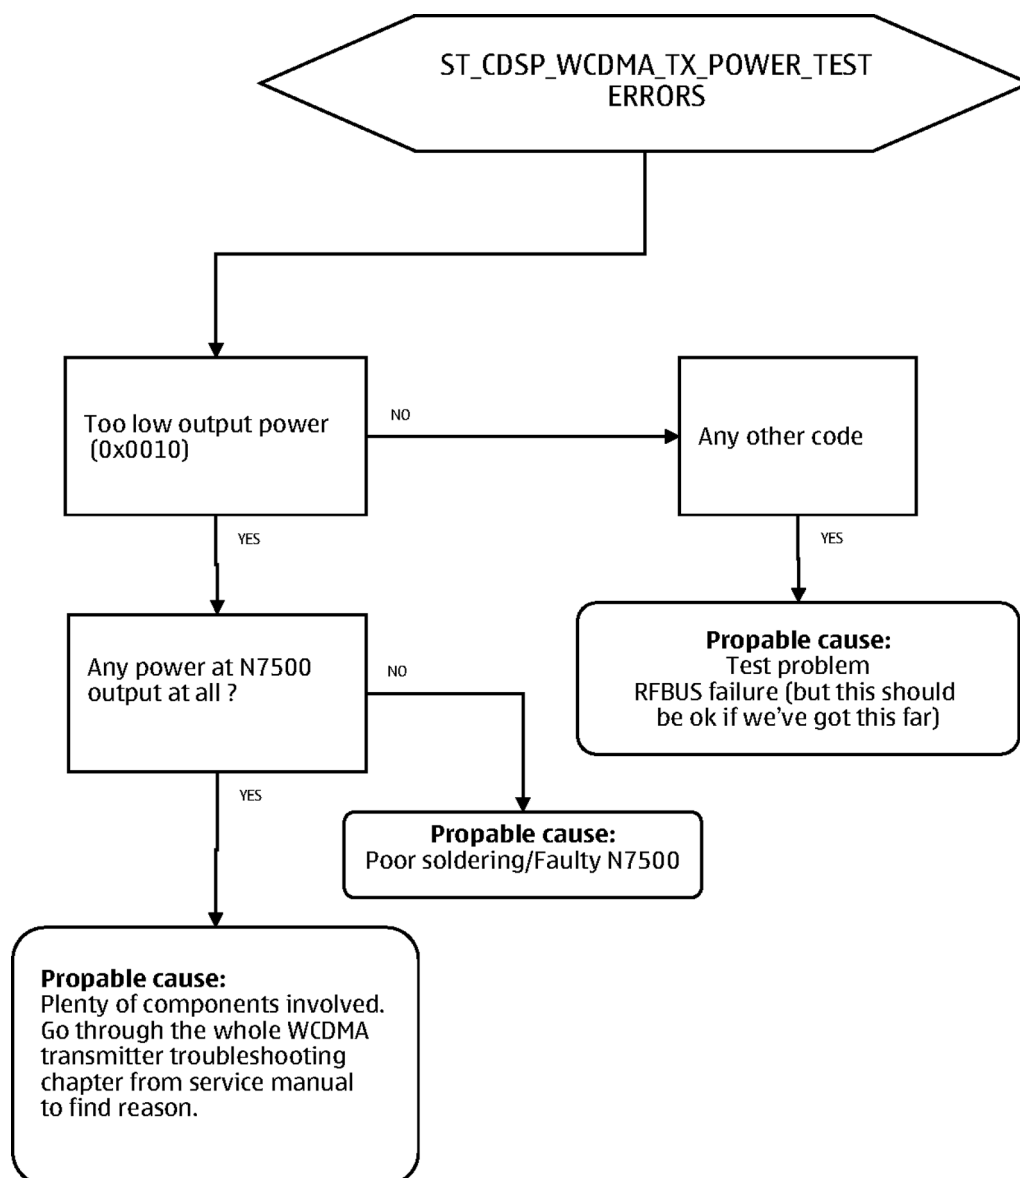 ST_CDSP_WCDMA_TX_POWER_TEST
ERRORS
Too low output power
(0x0010)
NO
Any other code
YES
YES
Any power at N7500
output at all ?
NO
Propable cause:
Test problem
RFBUS failure (but this should
be ok if we've got this far)
YES
Propable cause:
Poor soldering/Faulty N7500
Propable cause:
Plenty of components involved.
Go through the whole WCDMA
transmitter troubleshooting
chapter from service manual
to find reason.